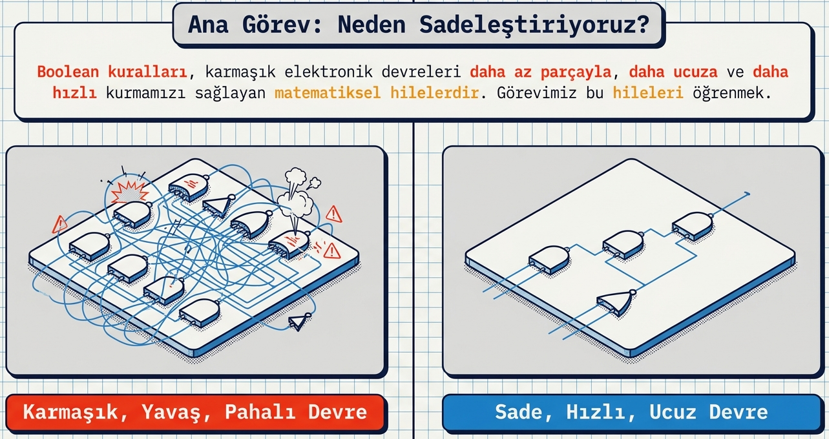 Ana Görev: Neden Sadeleştiriyoruz?
Boolean kuralları, karmaşık elektronik devreleri daha az parçayla, daha ucuza ve daha
hızlı kurmamızı sağlayan matematiksel hilelerdir. Görevimiz bu hileleri öğrenmek.
Karmaşık, Yavaş, Pahalı Devre
Sade, Hızlı, Ucuz Devre